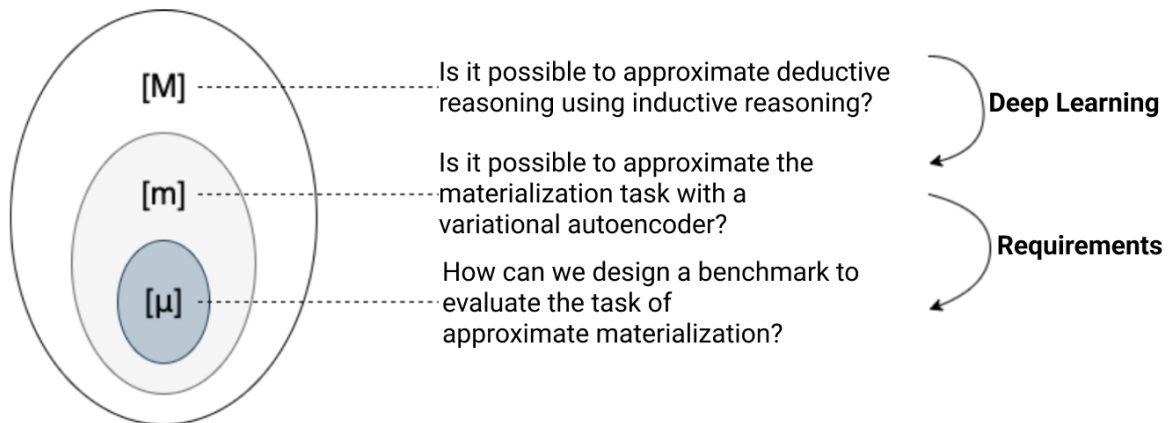 [M]
Is it possible to approximate deductive
reasoning using inductive reasoning?
Deep Learning
[m]
Is it possible to approximate the
materialization task with a
variational autoencoder?
Requirements
[μ]
How can we design a benchmark to
evaluate the task of
approximate materialization?